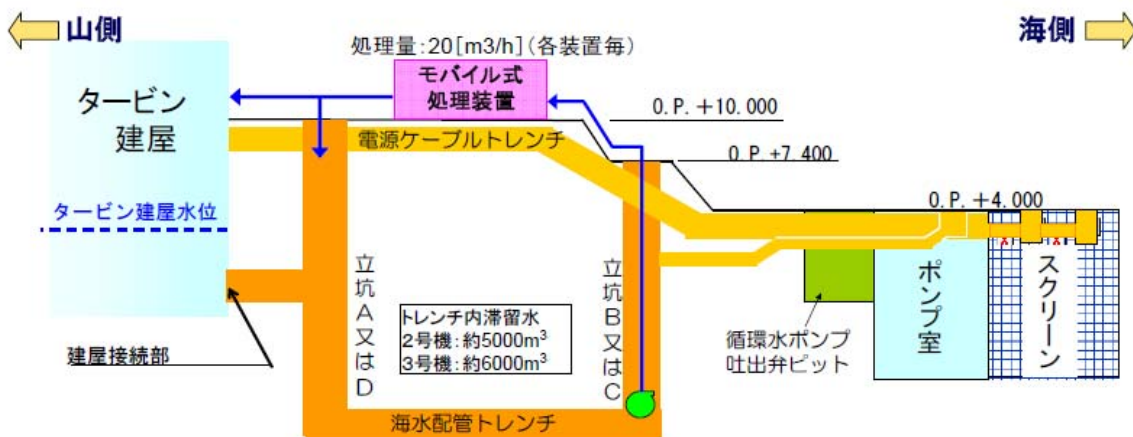 山側
海側
処理量:20[m3/h](各装置毎)
モバイル式
処理装置
タービン
建屋
O.P.+10.000
電源ケーブルトレンチ
O.P.+7.400
タービン建屋水位
O.P.+4.000
立坑A又はD
トレンチ内滞留水
2号機:約5000m³
3号機:約6000m³
立坑B又はC
ポンプ室
スクリーン
循環水ポンプ
吐出弁ピット
建屋接続部
海水配管トレンチ